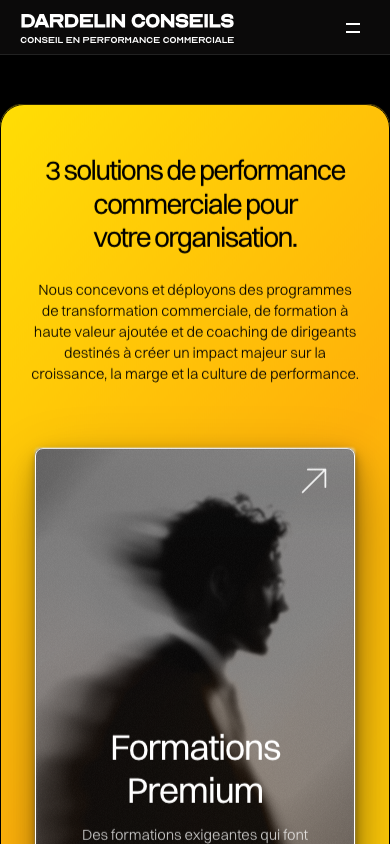 DARDELIN CONSEILS
CONSEIL EN PERFORMANCE COMMERCIALE
3 solutions de performance
commerciale pour
votre organisation.
Nous concevons et déployons des programmes
de transformation commerciale, de formation à
haute valeur ajoutée et de coaching de dirigeants
destinés à créer un impact majeur sur la
croissance, la marge et la culture de performance.
Formations
Premium
Des formations exigeantes qui font